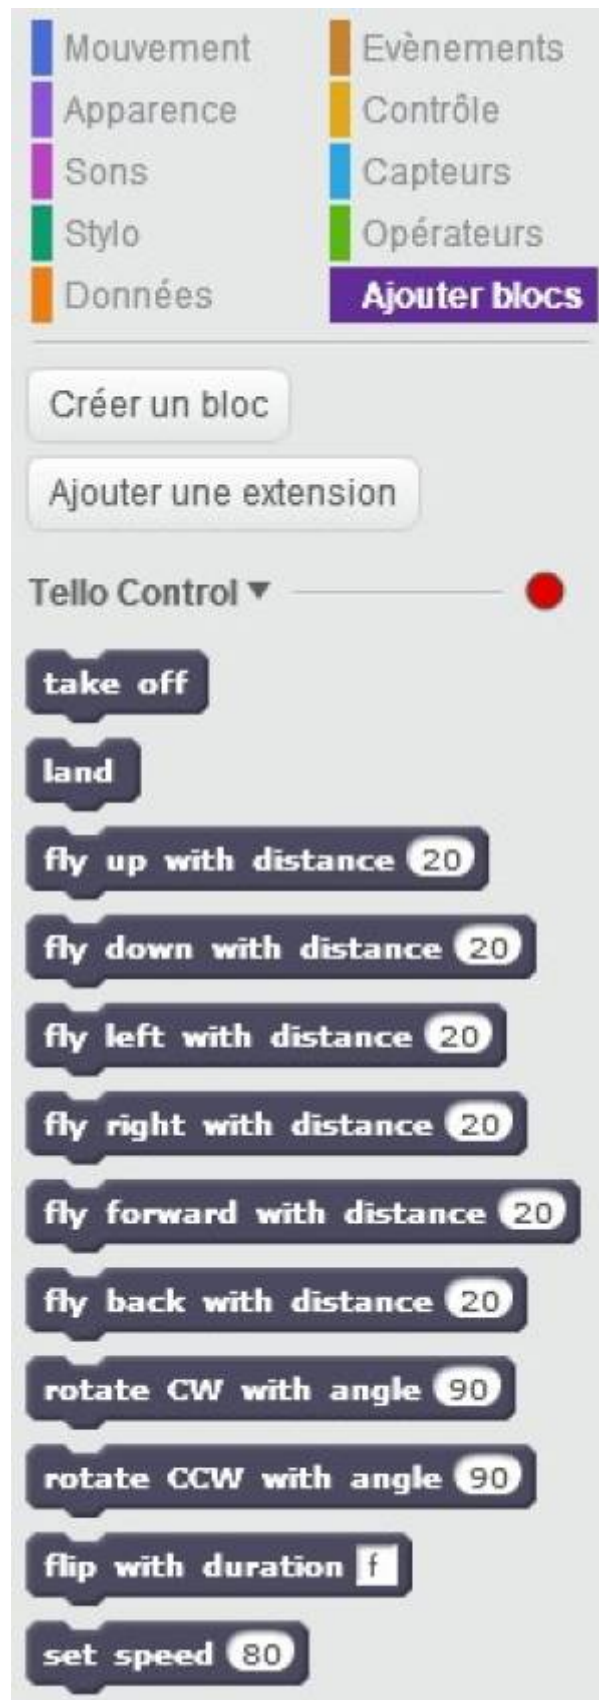 Mouvement
Evènements
Apparence
Contrôle
Sons
Capteurs
Stylo
Opérateurs
Données
Ajouter blocs
Créer un bloc
Ajouter une extension
Tello Control
take off
land
fly up with distance 20
fly down with distance 20
fly left with distance 20
fly right with distance 20
fly forward with distance 20
fly back with distance 20
rotate CW with angle 90
rotate CCW with angle 90
flip with duration f
set speed 80